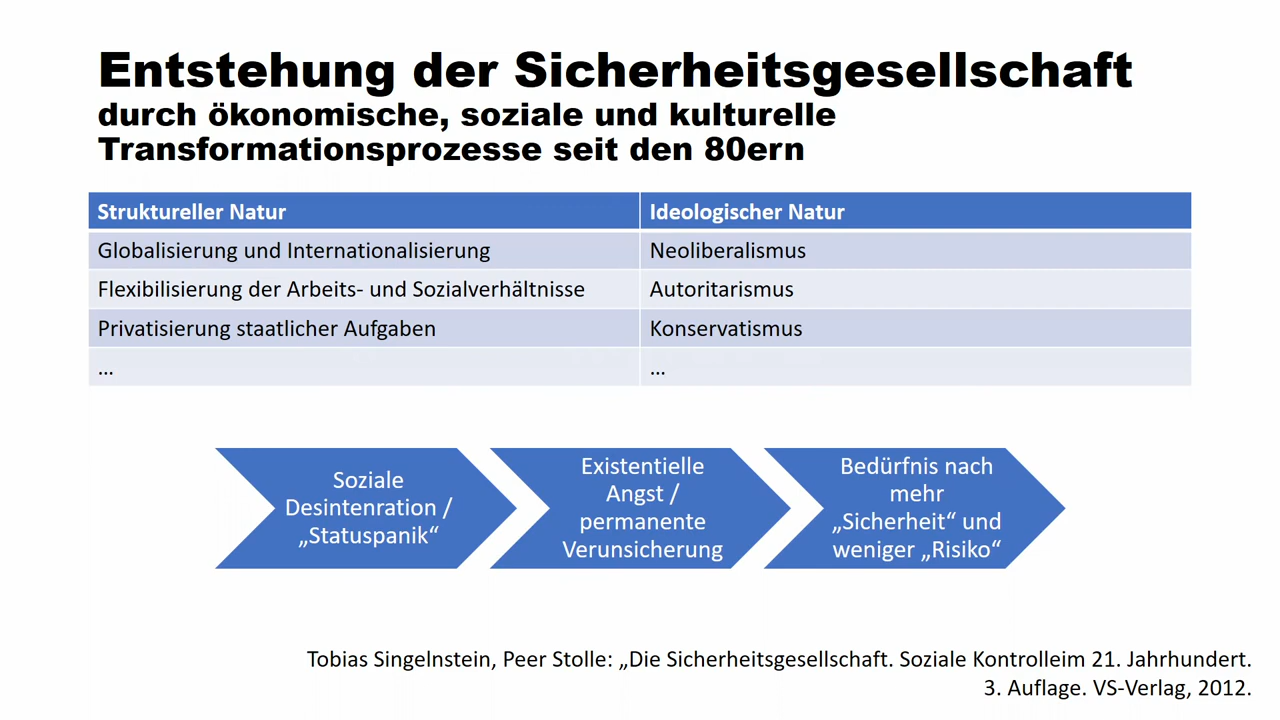 Entstehung der Sicherheitsgesellschaft
durch ökonomische, soziale und kulturelle
Transformationsprozesse seit den 80ern
Struktureller Natur
Ideologischer Natur
Globalisierung und Internationalisierung
Neoliberalismus
Flexibilisierung der Arbeits- und Sozialverhältnisse
Autoritarismus
Privatisierung staatlicher Aufgaben
Konservatismus
...
...
Soziale
Desintenration /
„Statuspanik“
Existentielle
Angst /
permanente
Verunsicherung
Bedürfnis nach
mehr
„Sicherheit“ und
weniger „Risiko“
Tobias Singelnstein, Peer Stolle: „Die Sicherheitsgesellschaft. Soziale Kontrolleim 21. Jahrhundert.
3. Auflage. VS-Verlag, 2012.